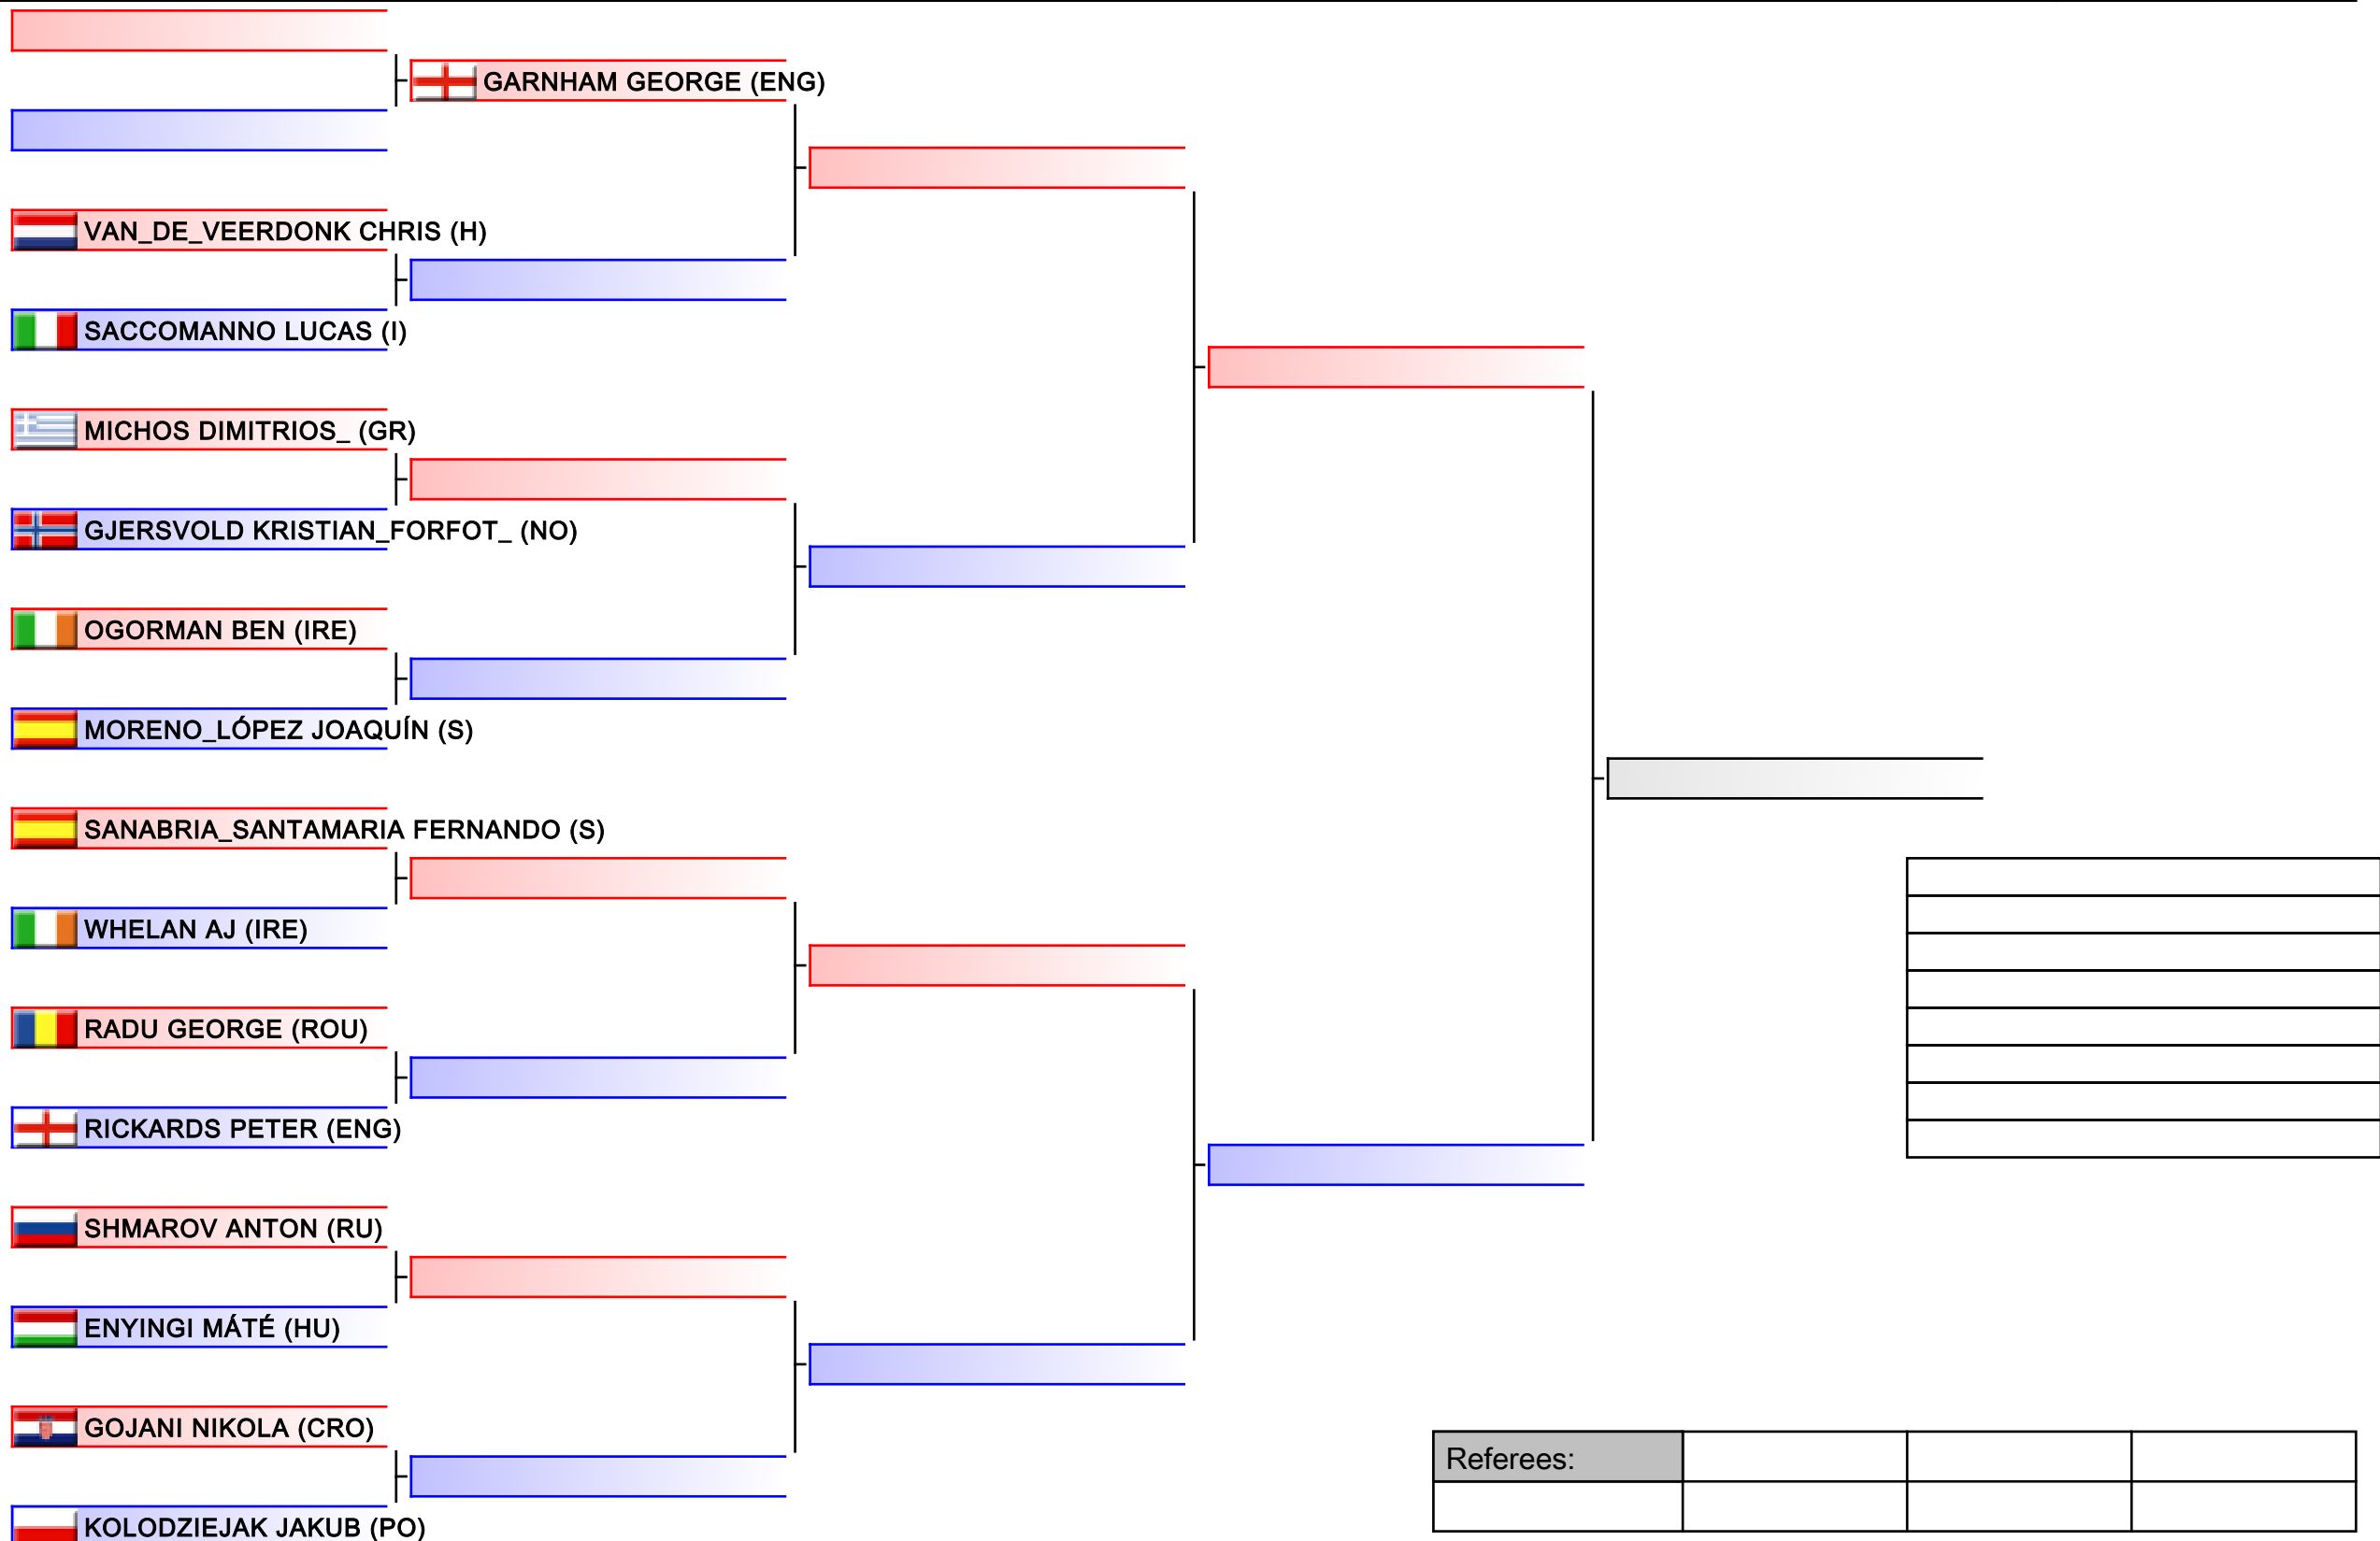 GARNHAM GEORGE (ENG)
VAN_DE_VEERDONK CHRIS (H)
SACCOMANNO LUCAS (I)
MICHOS DIMITRIOS_ (GR)
GJERSVOLD KRISTIAN_FORFOT_ (NO)
OGORMAN BEN (IRE)
MORENO_LÓPEZ JOAQUÍN (S)
SANABRIA_SANTAMARIA FERNANDO (S)
WHELAN AJ (IRE)
RADU GEORGE (ROU)
RICKARDS PETER (ENG)
SHMAROV ANTON (RU)
ENYINGI MÁTÉ (HU)
GOJANI NIKOLA (CRO)
KOLODZIEJAK JAKUB (PO)
Referees: